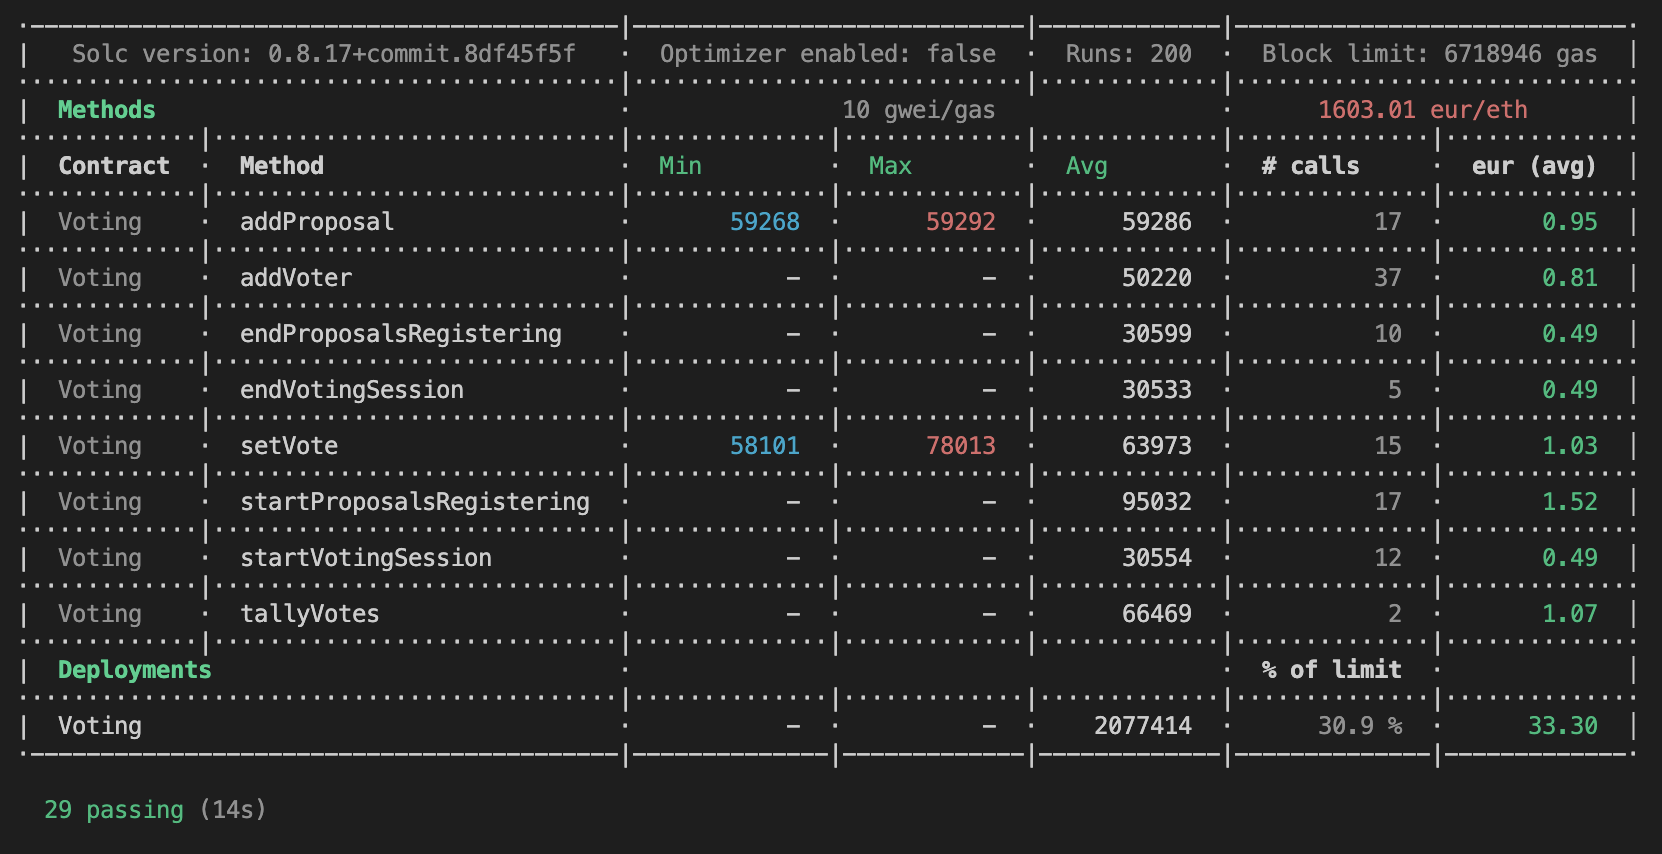 Solc version: 0.8.17+commit.8df45f5f · Optimizer enabled: false · Runs: 200 · Block limit: 6718946 gas
Methods · 10 gwei/gas · 1603.01 eur/eth
Contract · Method · Min · Max · Avg · # calls · eur (avg)
Voting · addProposal · 59268 · 59292 · 59286 · 17 · 0.95
Voting · addVoter · - · - · 50220 · 37 · 0.81
Voting · endProposalsRegistering · - · - · 30599 · 10 · 0.49
Voting · endVotingSession · - · - · 30533 · 5 · 0.49
Voting · setVote · 58101 · 78013 · 63973 · 15 · 1.03
Voting · startProposalsRegistering · - · - · 95032 · 17 · 1.52
Voting · startVotingSession · - · - · 30554 · 12 · 0.49
Voting · tallyVotes · - · - · 66469 · 2 · 1.07
Deployments · · % of limit ·
Voting · - · - · 2077414 · 30.9 % · 33.30
29 passing (14s)